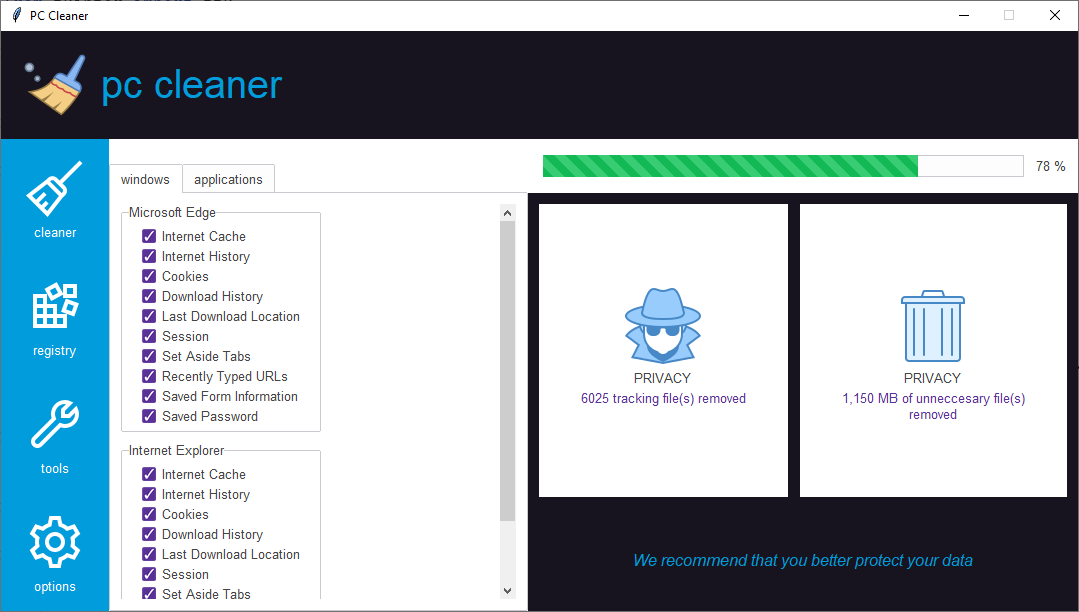 PC Cleaner
pc cleaner
cleaner
registry
tools
options
windows
applications
Microsoft Edge
Internet Cache
Internet History
Cookies
Download History
Last Download Location
Session
Set Aside Tabs
Recently Typed URLs
Saved Form Information
Saved Password
Internet Explorer
Internet Cache
Internet History
Cookies
Download History
Last Download Location
Session
Set Aside Tabs
78 %
PRIVACY
6025 tracking file(s) removed
PRIVACY
1,150 MB of unneccesary file(s)
removed
We recommend that you better protect your data